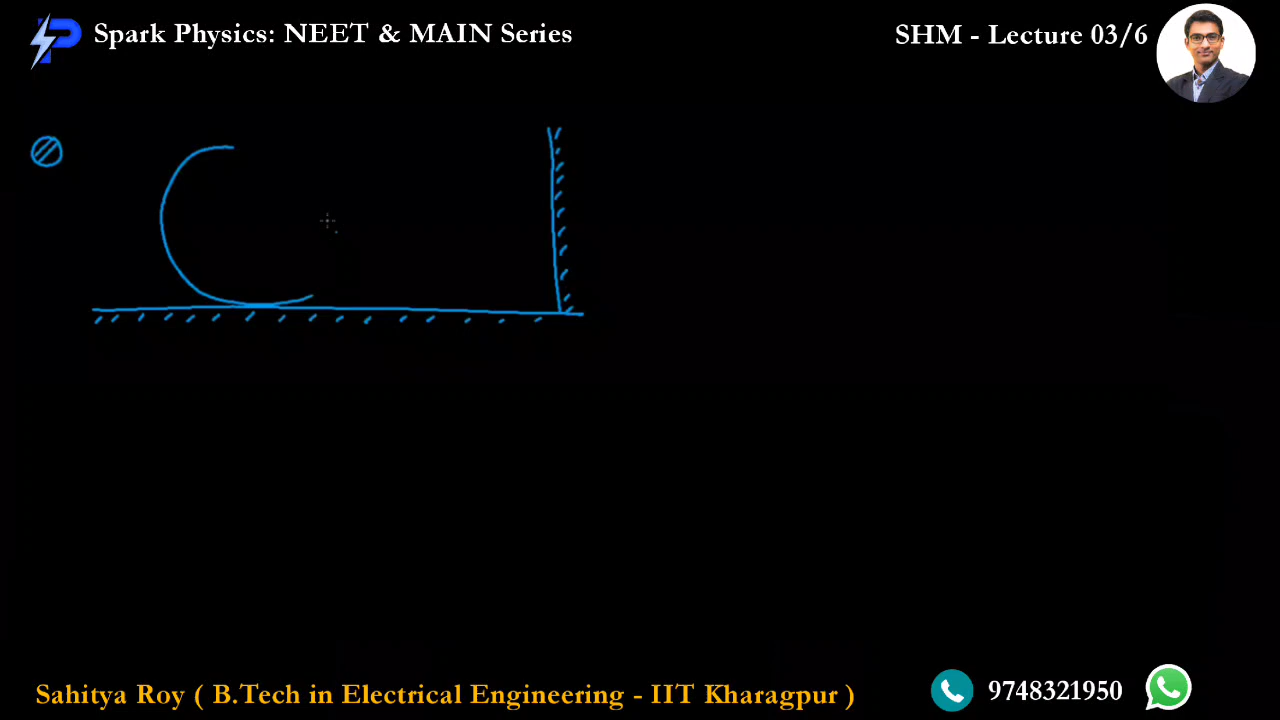 Spark Physics: NEET & MAIN Series
SHM - Lecture 03/6
Sahitya Roy ( B.Tech in Electrical Engineering - IIT Kharagpur )
9748321950